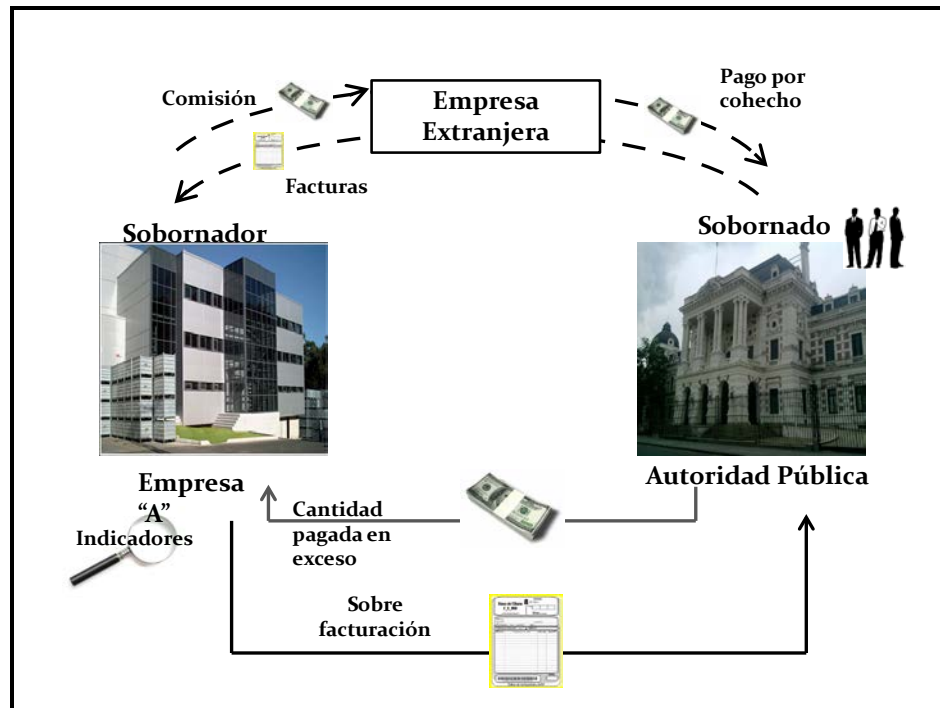 Comisión
Empresa
Extranjera
Pago por
cohecho
Facturas
Sobornador
Sobornado
Empresa
“A”
Indicadores
Autoridad Pública
Cantidad
pagada en
exceso
Sobre
facturación